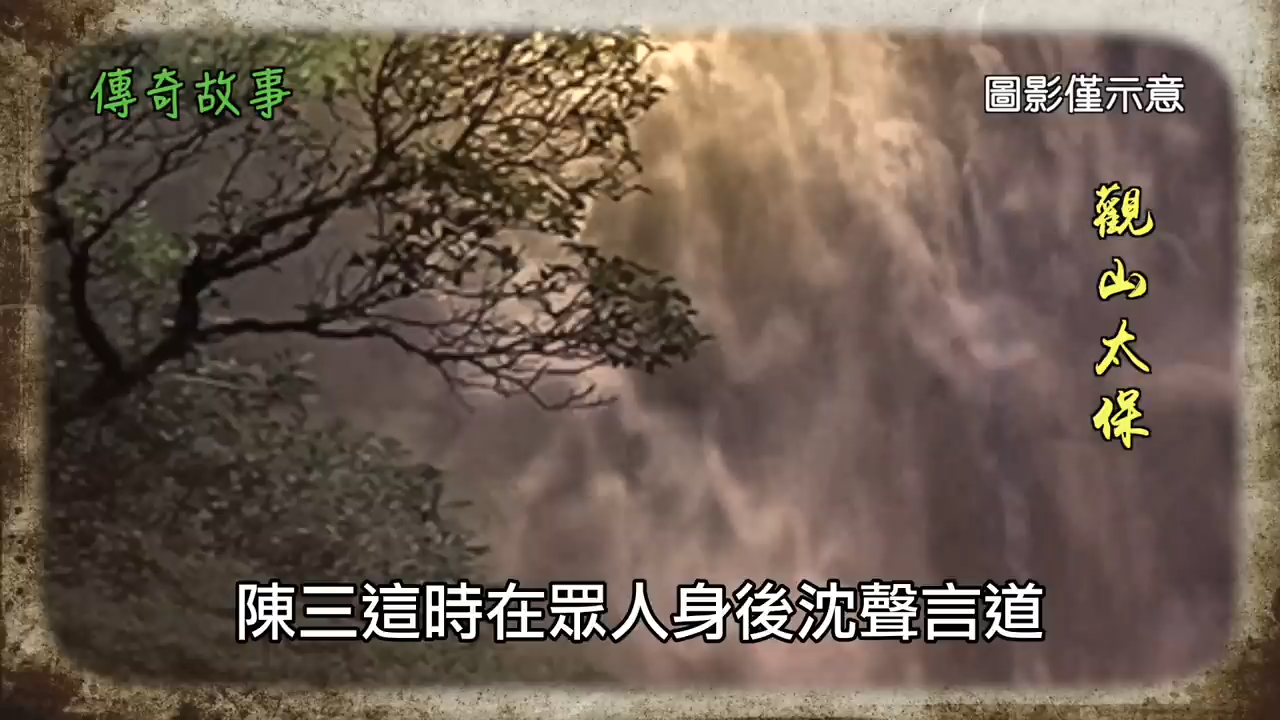 傳奇故事
圖影僅示意
觀山太保
陳三這時在眾人身後沈聲言道